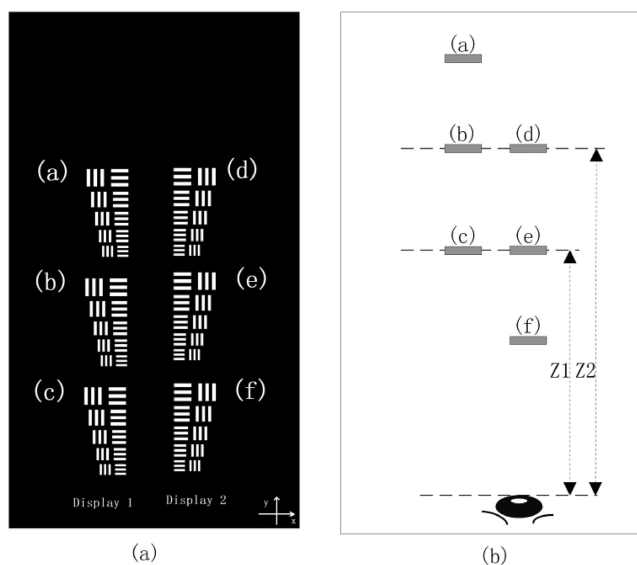 (a)
(d)
(b)
(e)
(c)
(f)
Display 1
Display 2
y
x
(a)
(a)
(b)
(d)
(c)
(e)
(f)
Z1
Z2
(b)